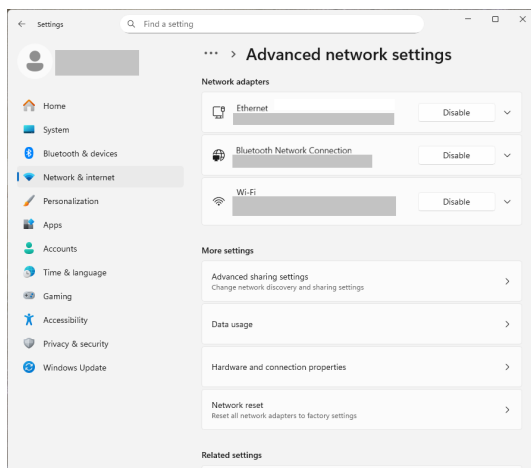 Settings
Find a setting
··· > Advanced network settings
Network adapters
Ethernet
Disable
Bluetooth Network Connection
Disable
Wi-Fi
Disable
Home
System
Bluetooth & devices
Network & internet
Personalization
Apps
Accounts
Time & language
Gaming
Accessibility
Privacy & security
Windows Update
More settings
Advanced sharing settings
Change network discovery and sharing settings
Data usage
Hardware and connection properties
Network reset
Reset all network adapters to factory settings
Related settings